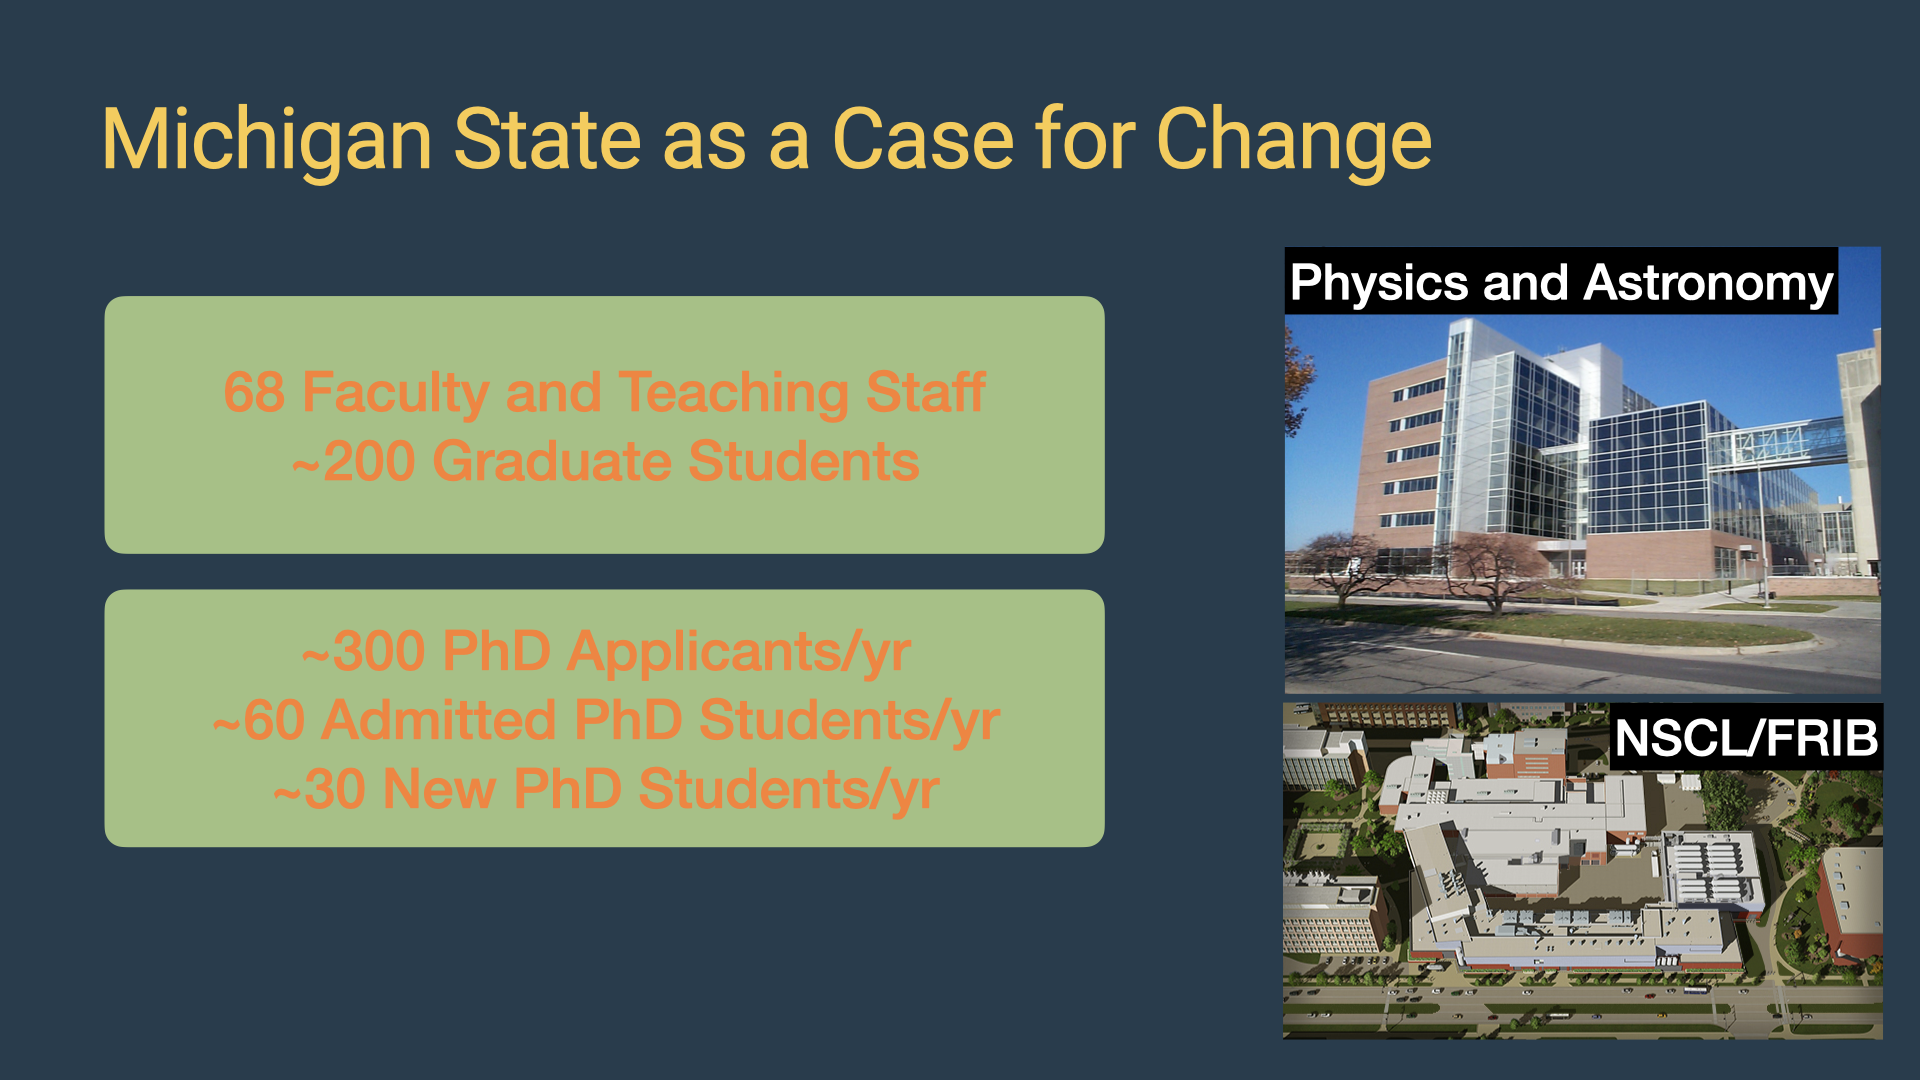 Michigan State as a Case for Change
68 Faculty and Teaching Staff
~200 Graduate Students
~300 PhD Applicants/yr
~60 Admitted PhD Students/yr
~30 New PhD Students/yr
Physics and Astronomy
NSCL/FRIB